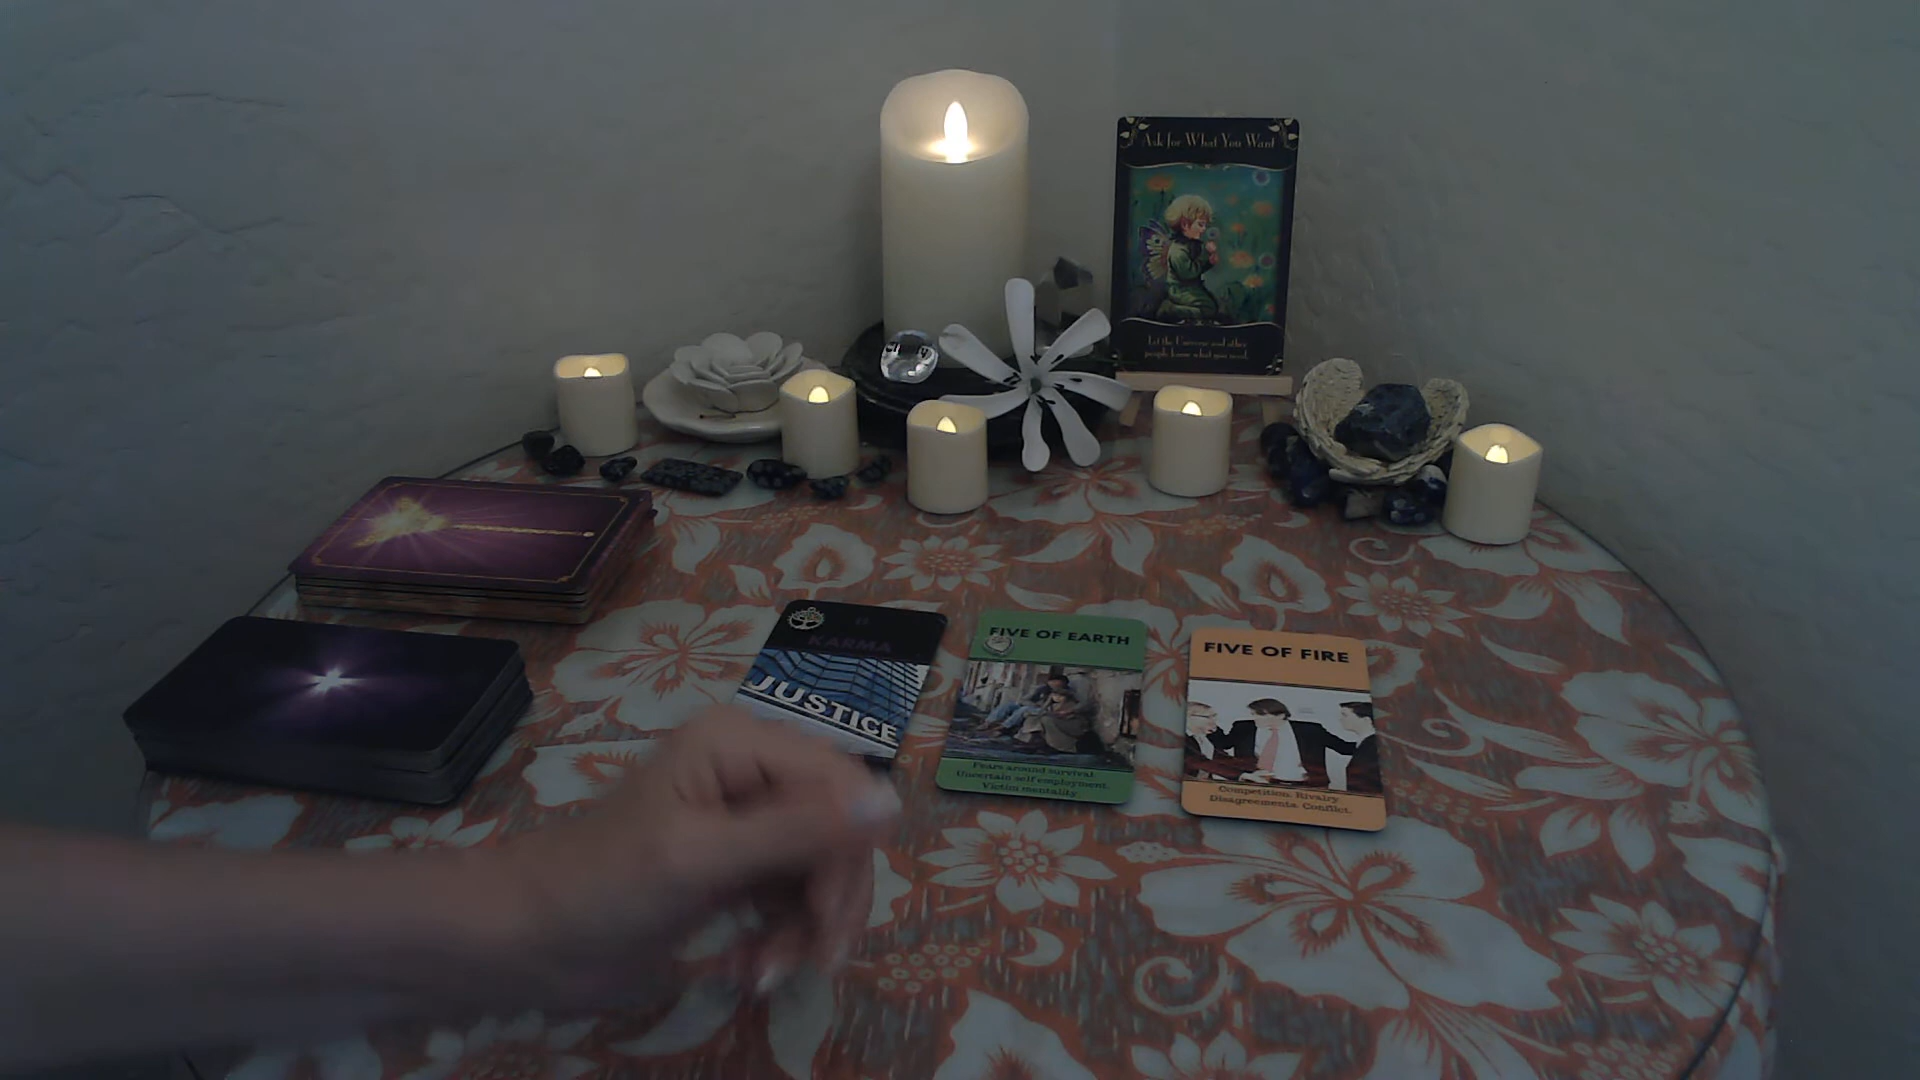 Ask for What You Want
Let the Universe and other
people know what you need.
11
KARMA
JUSTICE
FIVE OF EARTH
Fears around survival
Uncertain self employment.
Victim mentality
FIVE OF FIRE
Competition. Rivalry
Disagreements. Conflict.